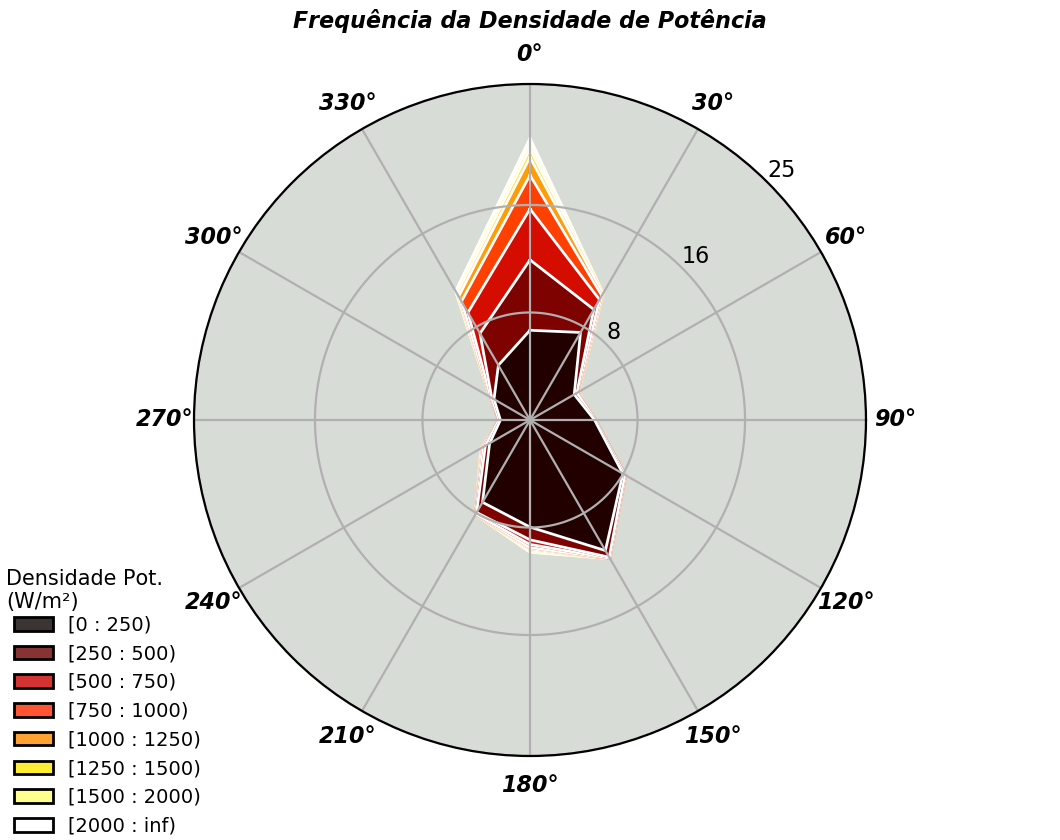 Frequência da Densidade de Potência
0°
330°
30°
25
300°
60°
16
8
270°
90°
240°
120°
210°
150°
180°
Densidade Pot.
(W/m²)
[0 : 250)
[250 : 500)
[500 : 750)
[750 : 1000)
[1000 : 1250)
[1250 : 1500)
[1500 : 2000)
[2000 : inf)